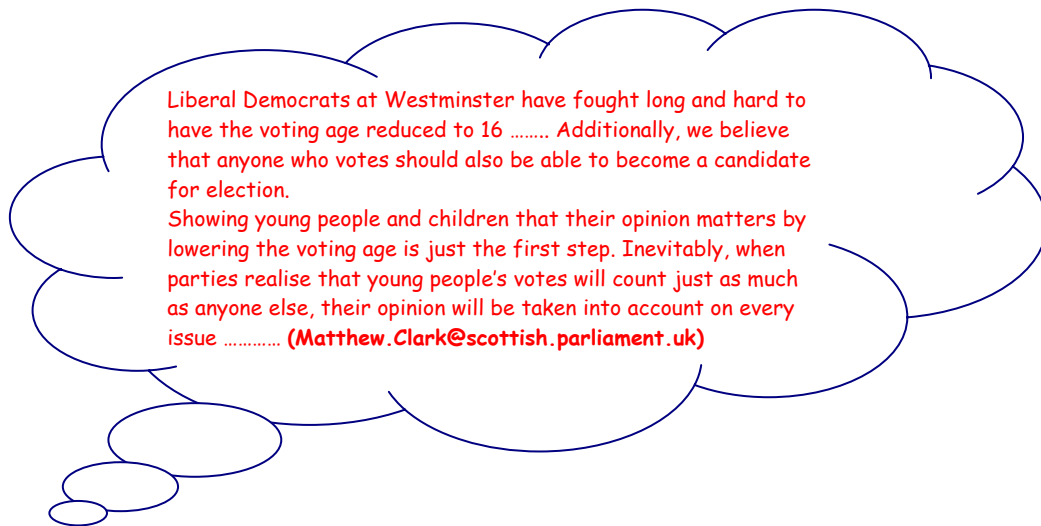 Liberal Democrats at Westminster have fought long and hard to
have the voting age reduced to 16 …….. Additionally, we believe
that anyone who votes should also be able to become a candidate
for election.
Showing young people and children that their opinion matters by
lowering the voting age is just the first step. Inevitably, when
parties realise that young people’s votes will count just as much
as anyone else, their opinion will be taken into account on every
issue ………… (Matthew.Clark@scottish.parliament.uk)